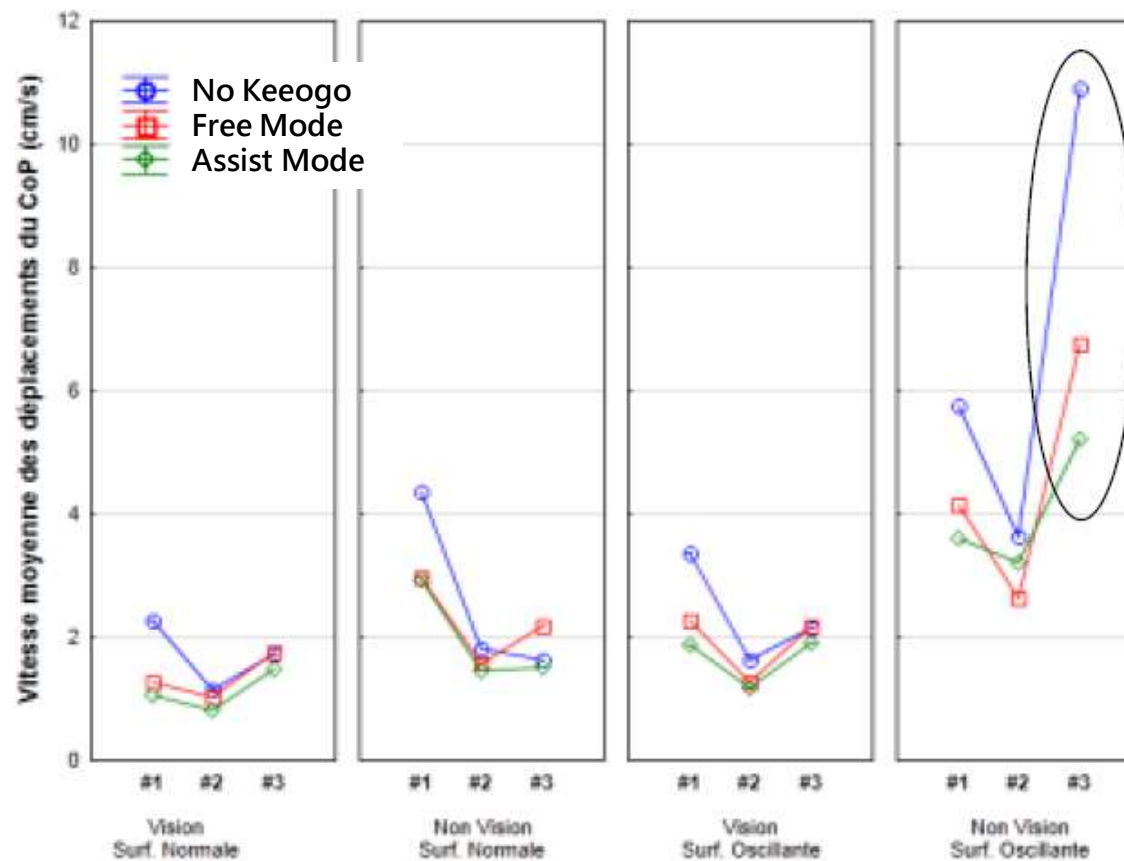 Vitesse moyenne des déplacements du CoP (cm/s)
12
10
8
6
4
2
0
No Keeogo
Free Mode
Assist Mode
#1 #2 #3
Vision
Surf. Normale
#1 #2 #3
Non Vision
Surf. Normale
#1 #2 #3
Vision
Surf. Oscillante
#1 #2 #3
Non Vision
Surf. Oscillante